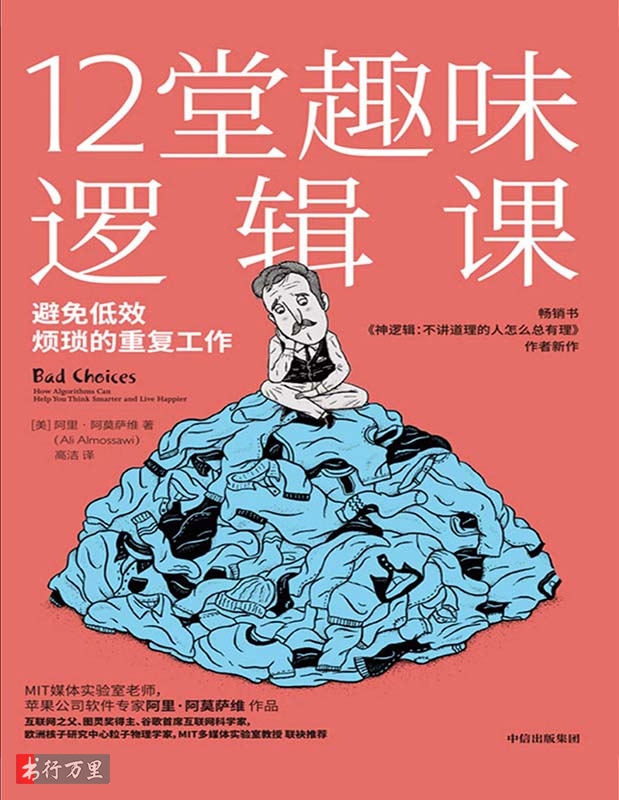 12堂趣味
逻辑课
避免低效
烦琐的重复工作
Bad Choices
How Algorithms Can
Help You Think Smarter and Live Happier
[美] 阿里·阿莫萨维 著
(Ali Almossawi)
高洁 译
畅销书
《神逻辑：不讲道理的人怎么总有理》
作者新作
MIT媒体实验室老师，
苹果公司软件专家阿里·阿莫萨维 作品
互联网之父、图灵奖得主、谷歌首席互联网科学家，
欧洲核子研究中心粒子物理学家，MIT多媒体实验室教授 联袂推荐
中信出版集团
书行万里